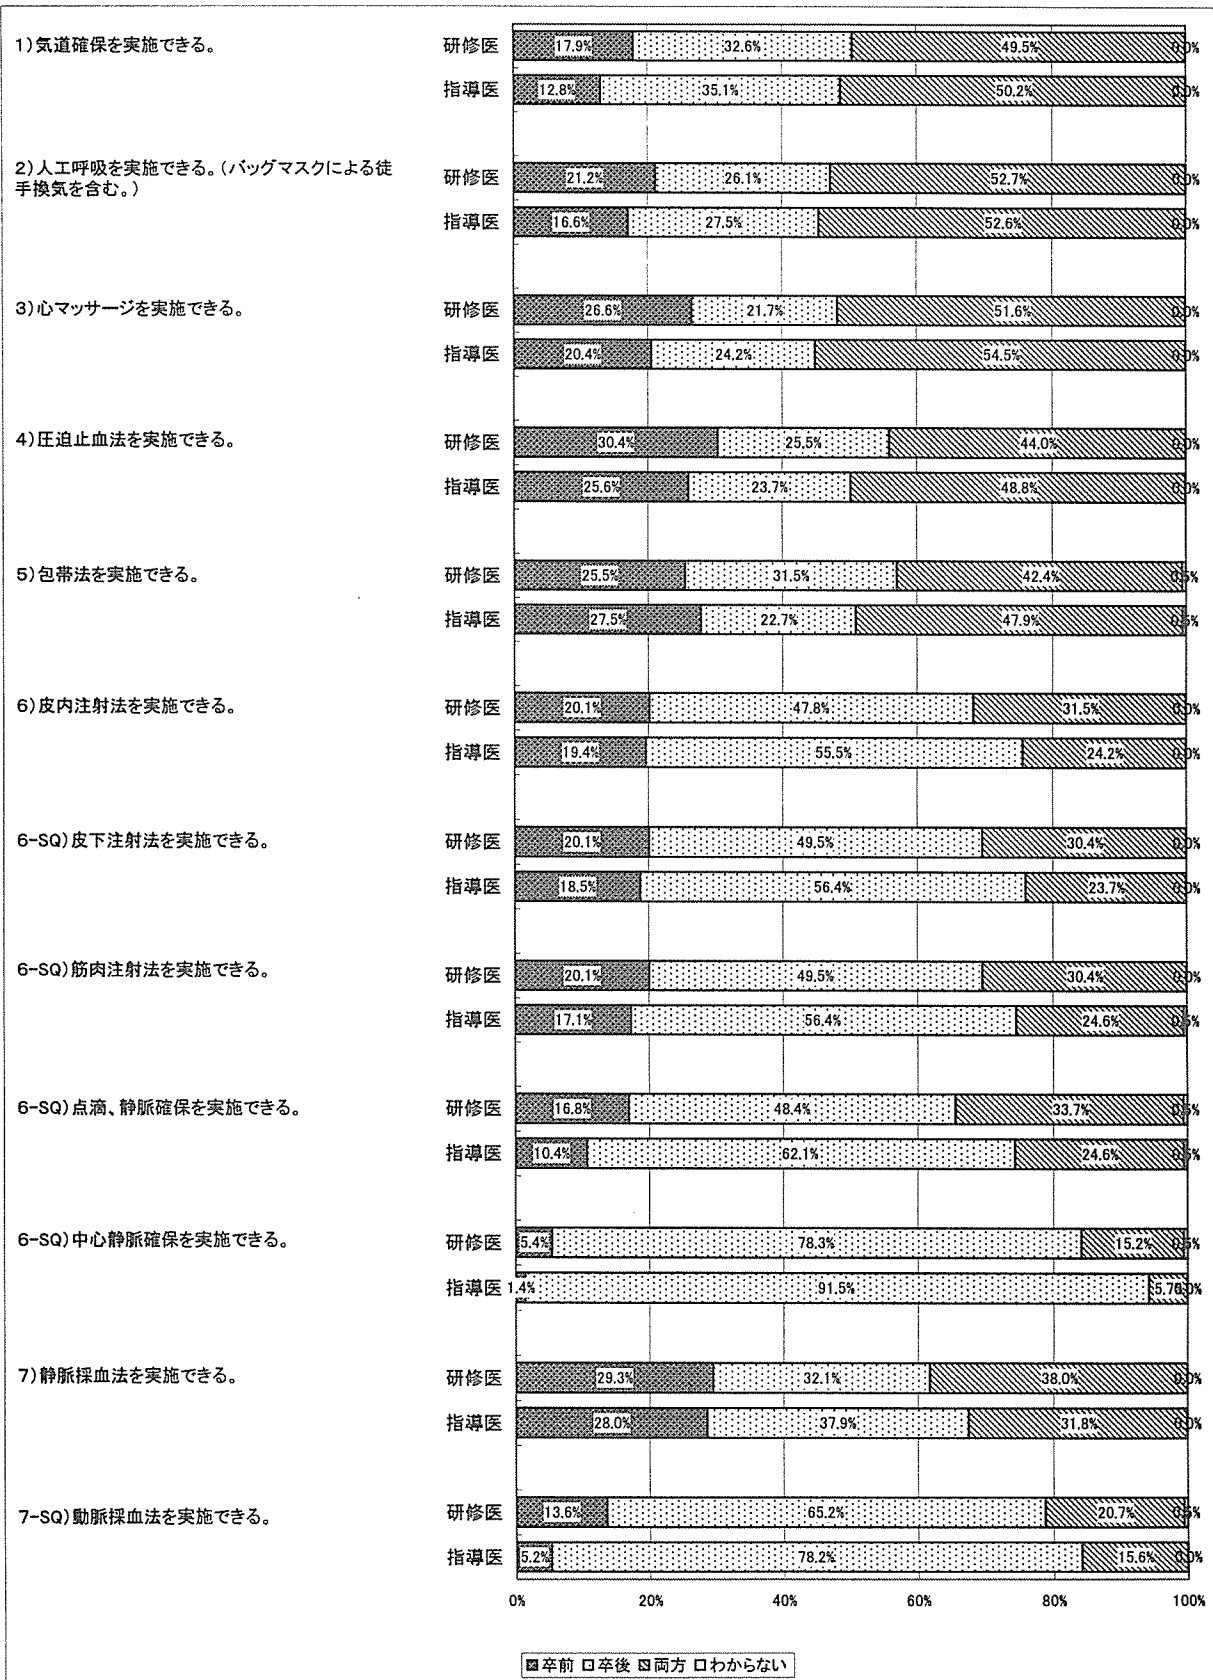 1)気道確保を実施できる。
研修医 17.9% 32.6% 49.5% 0.0%
指導医 12.8% 35.1% 50.2% 0.0%
2)人工呼吸を実施できる。(バッグマスクによる徒
手換気を含む。)
研修医 21.2% 26.1% 52.7% 0.0%
指導医 16.6% 27.5% 52.6% 0.0%
3)心マッサージを実施できる。
研修医 26.6% 21.7% 51.6% 0.0%
指導医 20.4% 24.2% 54.5% 0.0%
4)圧迫止血法を実施できる。
研修医 30.4% 25.5% 44.0% 0.0%
指導医 25.6% 23.7% 48.8% 0.0%
5)包帯法を実施できる。
研修医 25.5% 31.5% 42.4% 0.5%
指導医 27.5% 22.7% 47.9% 0.5%
6)皮内注射法を実施できる。
研修医 20.1% 47.8% 31.5% 0.0%
指導医 19.4% 55.5% 24.2% 0.0%
6-SQ)皮下注射法を実施できる。
研修医 20.1% 49.5% 30.4% 0.0%
指導医 18.5% 56.4% 23.7% 0.0%
6-SQ)筋肉注射法を実施できる。
研修医 20.1% 49.5% 30.4% 0.0%
指導医 17.1% 56.4% 24.6% 0.5%
6-SQ)点滴、静脈確保を実施できる。
研修医 16.8% 48.4% 33.7% 0.5%
指導医 10.4% 62.1% 24.6% 0.5%
6-SQ)中心静脈確保を実施できる。
研修医 5.4% 78.3% 15.2% 0.5%
指導医 1.4% 91.5% 5.7% 0.0%
7)静脈採血法を実施できる。
研修医 29.3% 32.1% 38.0% 0.0%
指導医 28.0% 37.9% 31.8% 0.0%
7-SQ)動脈採血法を実施できる。
研修医 13.6% 65.2% 20.7% 0.5%
指導医 5.2% 78.2% 15.6% 0.0%
0% 20% 40% 60% 80% 100%
卒前 卒後 両方 わからない